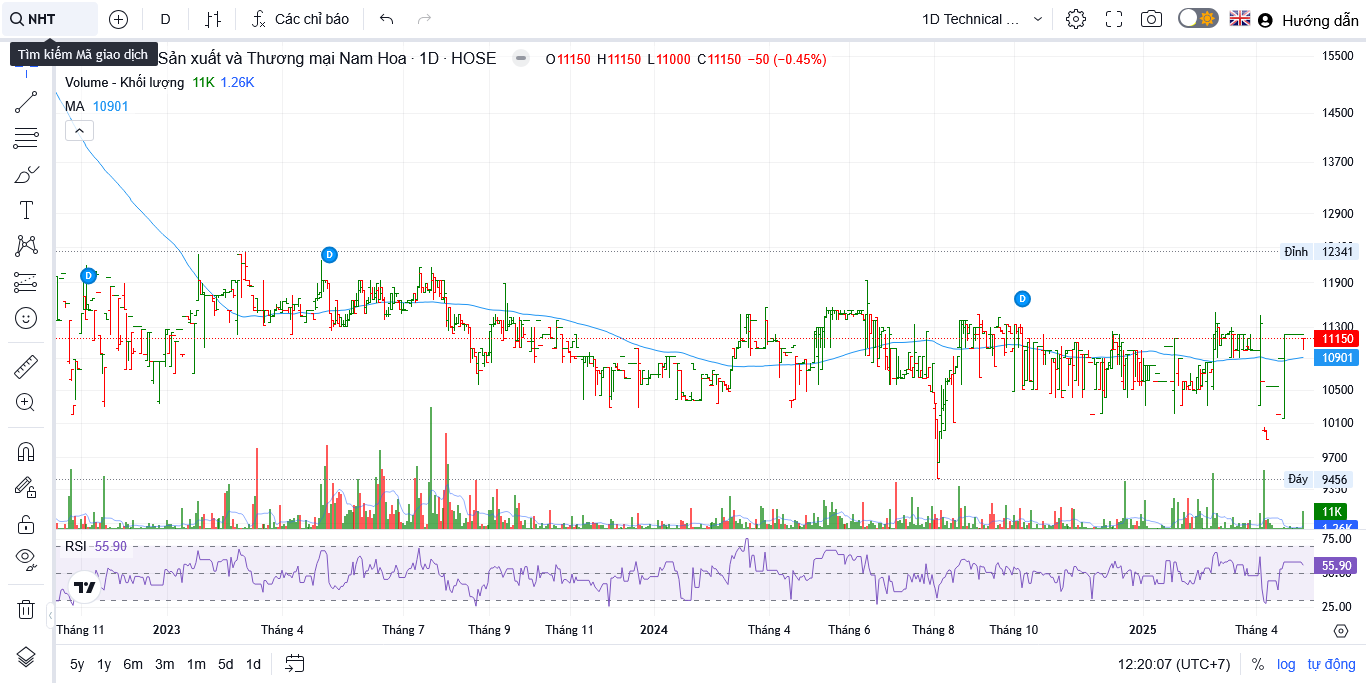 NHT
D
Các chỉ báo
1D Technical ...
Hướng dẫn
Tìm kiếm Mã giao dịch
Sản xuất và Thương mại Nam Hoa · 1D · HOSE
O11150 H11150 L11000 C11150 −50 (−0.45%)
Volume - Khối lượng 11K 1.26K
MA 10901
15500
14500
13700
12900
Đỉnh 12341
11900
11300
11150
10901
10500
10100
9700
Đáy 9456
9350
11K
1.26K
D
D
D
RSI 55.90
75.00
55.90
50.00
25.00
Tháng 11 2023 Tháng 4 Tháng 7 Tháng 9 Tháng 11 2024 Tháng 4 Tháng 6 Tháng 8 Tháng 10 2025 Tháng 4
5y 1y 6m 3m 1m 5d 1d
12:20:07 (UTC+7) % log tự động